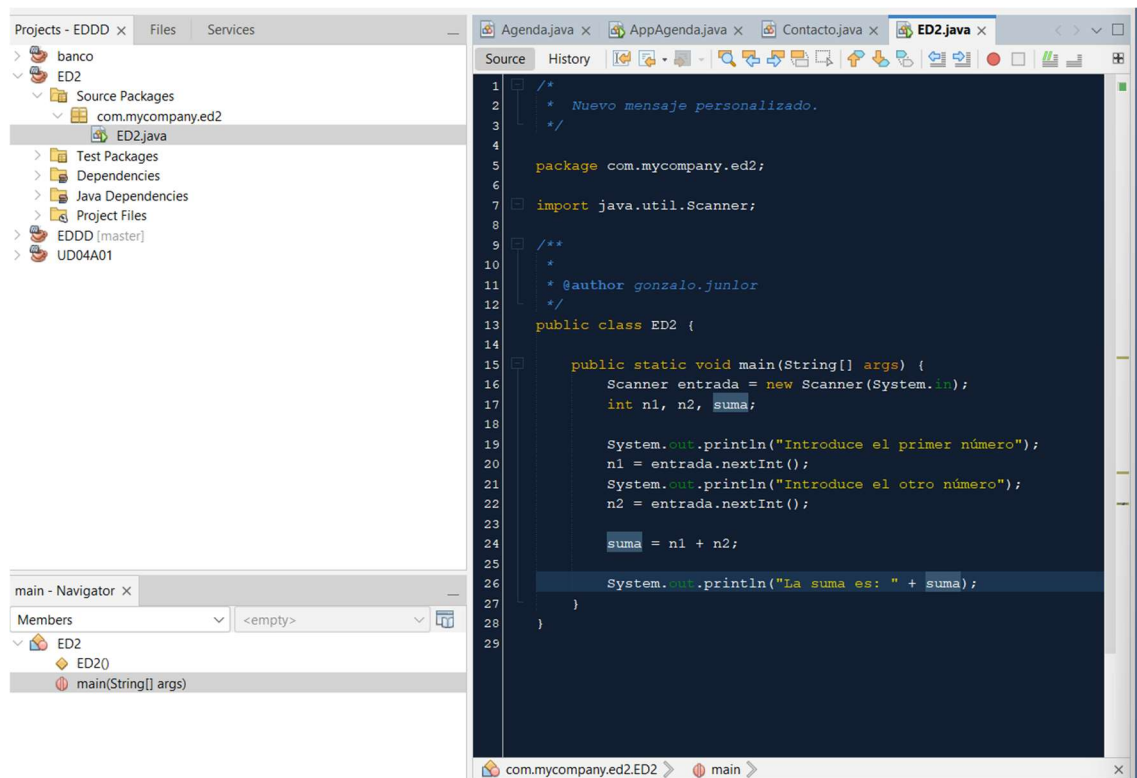 Projects - EDDD × Files Services
banco
ED2
Source Packages
com.mycompany.ed2
ED2.java
Test Packages
Dependencies
Java Dependencies
Project Files
EDDD [master]
UD04A01
main - Navigator ×
Members <empty>
ED2
ED2()
main(String[] args)
Agenda.java × AppAgenda.java × Contacto.java × ED2.java ×
Source History
1 /*
2 * Nuevo mensaje personalizado.
3 */
4
5 package com.mycompany.ed2;
6
7 import java.util.Scanner;
8
9 /**
10 *
11 * @author gonzalo.junlor
12 */
13 public class ED2 {
14
15 public static void main(String[] args) {
16 Scanner entrada = new Scanner(System.in);
17 int n1, n2, suma;
18
19 System.out.println("Introduce el primer número");
20 n1 = entrada.nextInt();
21 System.out.println("Introduce el otro número");
22 n2 = entrada.nextInt();
23
24 suma = n1 + n2;
25
26 System.out.println("La suma es: " + suma);
27 }
28 }
29
com.mycompany.ed2.ED2 main